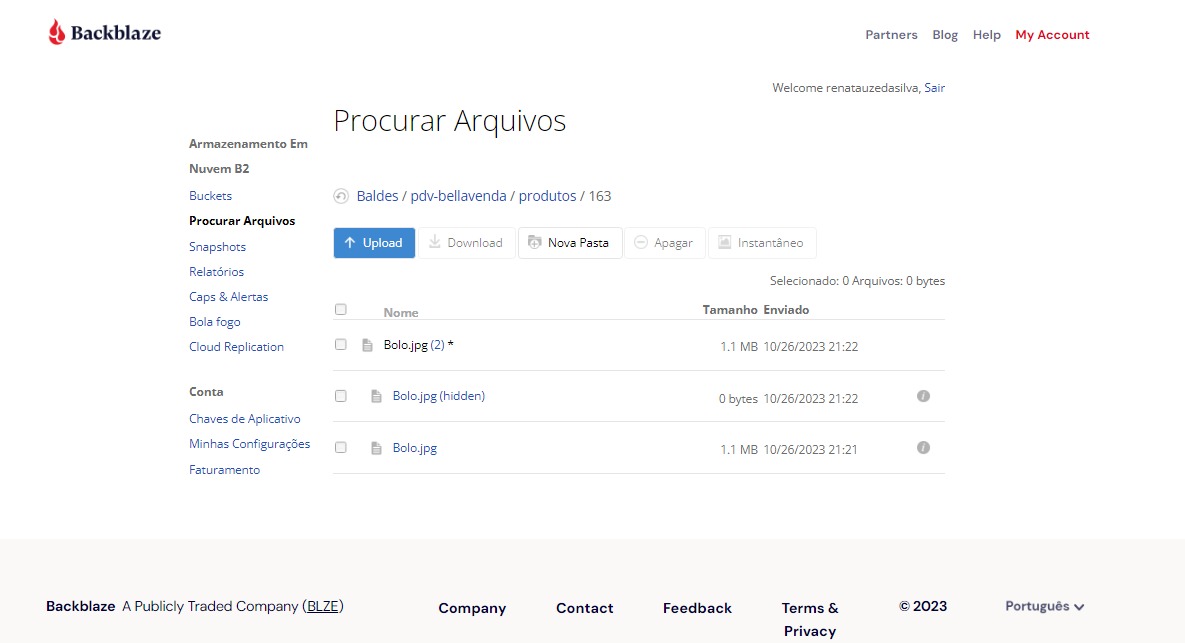 Backblaze
Partners Blog Help My Account
Welcome renatauzedasilva, Sair
Procurar Arquivos
Armazenamento Em
Nuvem B2
Buckets
Procurar Arquivos
Snapshots
Relatórios
Caps & Alertas
Bola fogo
Cloud Replication
Conta
Chaves de Aplicativo
Minhas Configurações
Faturamento
Baldes / pdv-bellavenda / produtos / 163
Upload Download Nova Pasta Apagar Instantâneo
Selecionado: 0 Arquivos: 0 bytes
Nome Tamanho Enviado
Bolo.jpg (2) * 1.1 MB 10/26/2023 21:22
Bolo.jpg (hidden) 0 bytes 10/26/2023 21:22
Bolo.jpg 1.1 MB 10/26/2023 21:21
Backblaze A Publicly Traded Company (BLZE)
Company
Contact
Feedback
Terms &
Privacy
© 2023
Português